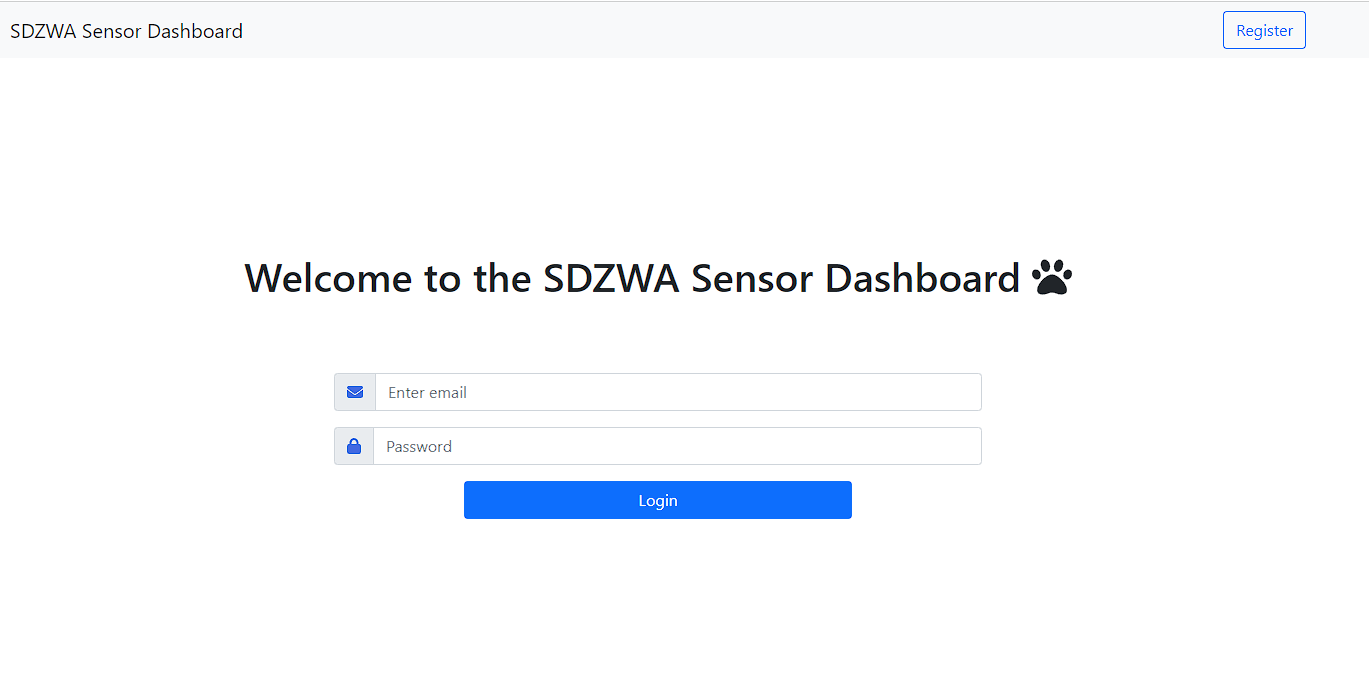 SDZWA Sensor Dashboard
Register
Welcome to the SDZWA Sensor Dashboard
Enter email
Password
Login